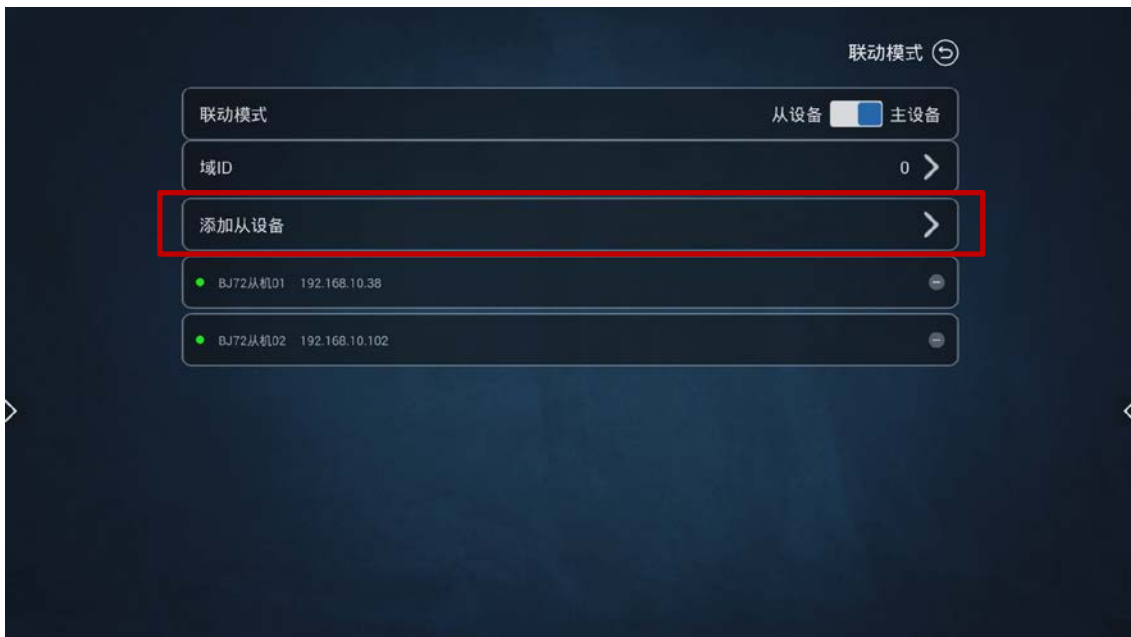 联动模式
联动模式 从设备 主设备
域ID 0
添加从设备
BJ72从机01 192.168.10.38
BJ72从机02 192.168.10.102